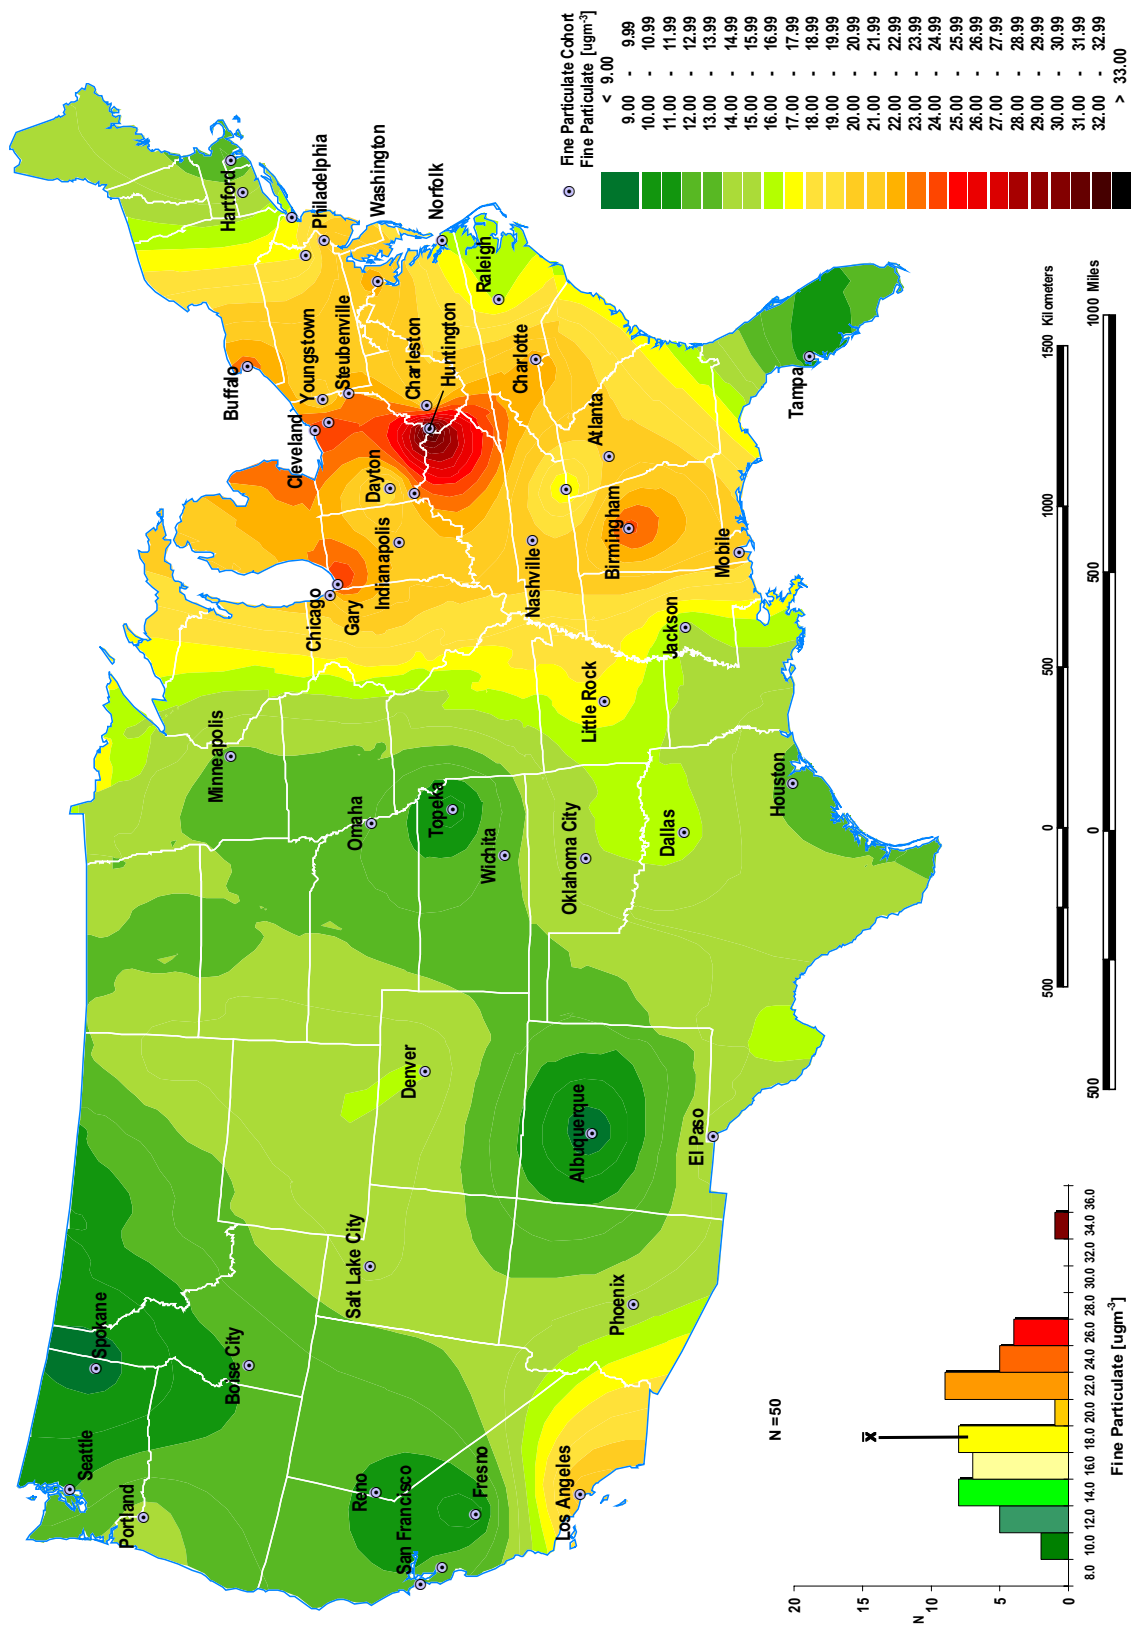 Seattle
Spokane
Portland
Boise City
Minneapolis
Buffalo
Hartford
Philadelphia
Washington
Norfolk
Youngstown
Steubenville
Cleveland
Charleston
Huntington
Dayton
Chicago
Gary
Indianapolis
Raleigh
Charlotte
Atlanta
Nashville
Birmingham
Mobile
Tampa
Jackson
Little Rock
Omaha
Topeka
Wichita
Oklahoma City
Dallas
Houston
Denver
Salt Lake City
Albuquerque
El Paso
Phoenix
Reno
San Francisco
Fresno
Los Angeles
Fine Particulate Cohort
Fine Particulate [ugm-3]
< 9.00
9.00 - 9.99
10.00 - 10.99
11.00 - 11.99
12.00 - 12.99
13.00 - 13.99
14.00 - 14.99
15.00 - 15.99
16.00 - 16.99
17.00 - 17.99
18.00 - 18.99
19.00 - 19.99
20.00 - 20.99
21.00 - 21.99
22.00 - 22.99
23.00 - 23.99
24.00 - 24.99
25.00 - 25.99
26.00 - 26.99
27.00 - 27.99
28.00 - 28.99
29.00 - 29.99
30.00 - 30.99
31.00 - 31.99
32.00 - 32.99
> 33.00
500 0 500 1000 1500 Kilometers
500 0 500 1000 Miles
N =50
x̅
20
15
N
10
5
0
8.0 10.0 12.0 14.0 16.0 18.0 20.0 22.0 24.0 26.0 28.0 30.0 32.0 34.0 36.0
Fine Particulate [ugm-3]